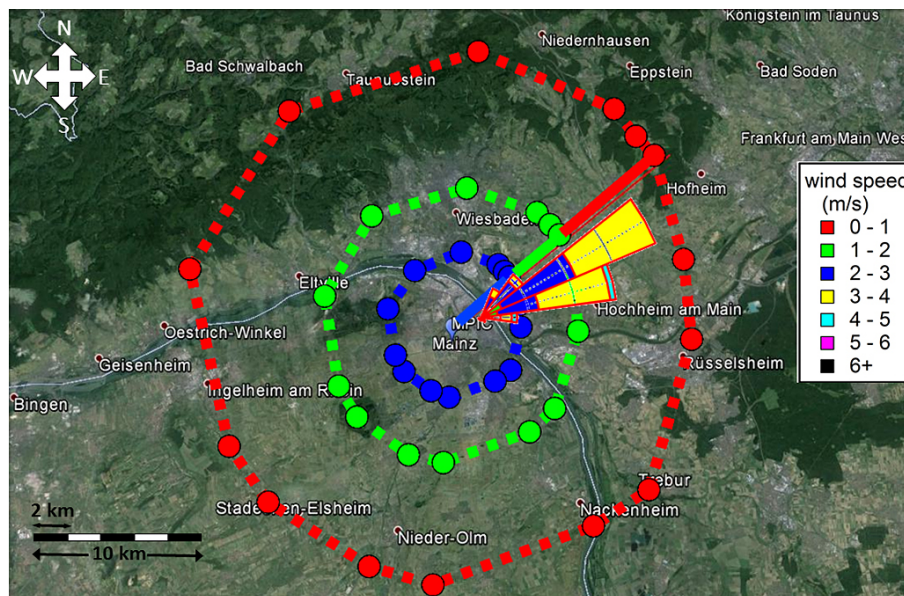 Königstein im Taunus
N
Niedernhausen
Bad Schwalbach
Eppstein
Bad Soden
W E
Taunusstein
S
Frankfurt am Main Wes
Hofheim
wind speed
(m/s)
Wiesbaden
0 - 1
1 - 2
2 - 3
3 - 4
4 - 5
5 - 6
6+
Eltville
Hochheim am Main
Oestrich-Winkel
MPIC
Mainz
Geisenheim
Rüsselsheim
Ingelheim am Rhein
Bingen
Trebur
2 km
Stadecken-Elsheim
Nackenheim
Nieder-Olm
10 km